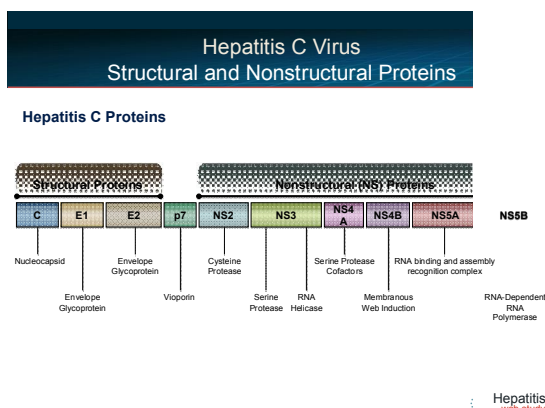 Hepatitis C Virus
Structural and Nonstructural Proteins
Hepatitis C Proteins
Structural Proteins
Nonstructural (NS) Proteins
C
E1
E2
p7
NS2
NS3
NS4
A
NS4B
NS5A
NS5B
Nucleocapsid
Envelope
Glycoprotein
Cysteine
Protease
Serine Protease
Cofactors
RNA binding and assembly
recognition complex
Envelope
Glycoprotein
Vioporin
Serine
Protease
RNA
Helicase
Membranous
Web Induction
RNA-Dependent
RNA
Polymerase
Hepatitis
web study